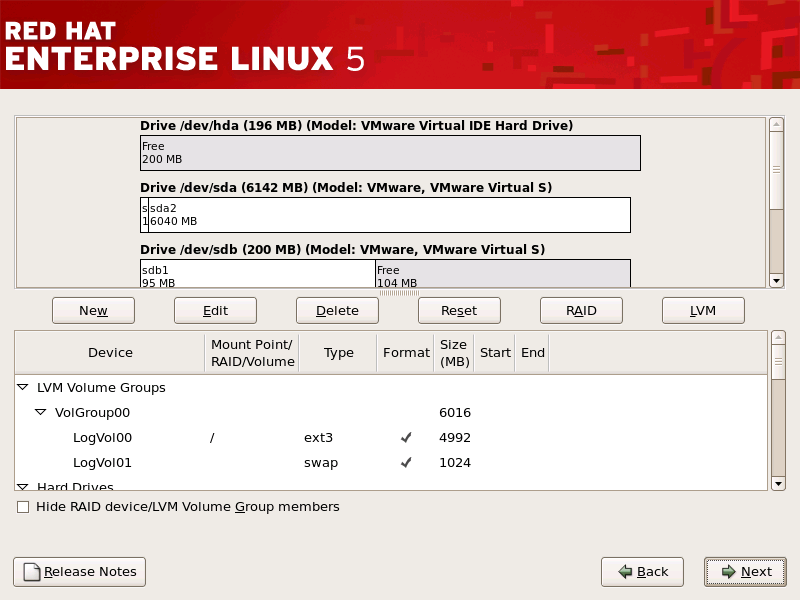 RED HAT
ENTERPRISE LINUX 5
Drive /dev/hda (196 MB) (Model: VMware Virtual IDE Hard Drive)
Free
200 MB
Drive /dev/sda (6142 MB) (Model: VMware, VMware Virtual S)
s sda2
1 6040 MB
Drive /dev/sdb (200 MB) (Model: VMware, VMware Virtual S)
sdb1 Free
95 MB 104 MB
New Edit Delete Reset RAID LVM
Device Mount Point/ RAID/Volume Type Format Size (MB) Start End
LVM Volume Groups
VolGroup00 6016
LogVol00 / ext3 4992
LogVol01 swap 1024
Hard Drives
Hide RAID device/LVM Volume Group members
Release Notes Back Next